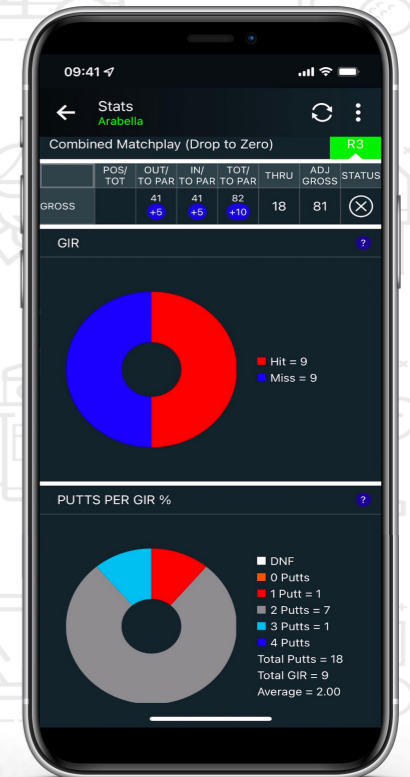 09:41
Stats
Arabella
Combined Matchplay (Drop to Zero) R3
POS/ TOT OUT/ TO PAR IN/ TO PAR TOT/ TO PAR THRU ADJ GROSS STATUS
GROSS 41 +5 41 +5 82 +10 18 81
GIR ?
Hit = 9
Miss = 9
PUTTS PER GIR % ?
DNF
0 Putts
1 Putt = 1
2 Putts = 7
3 Putts = 1
4 Putts
Total Putts = 18
Total GIR = 9
Average = 2.00